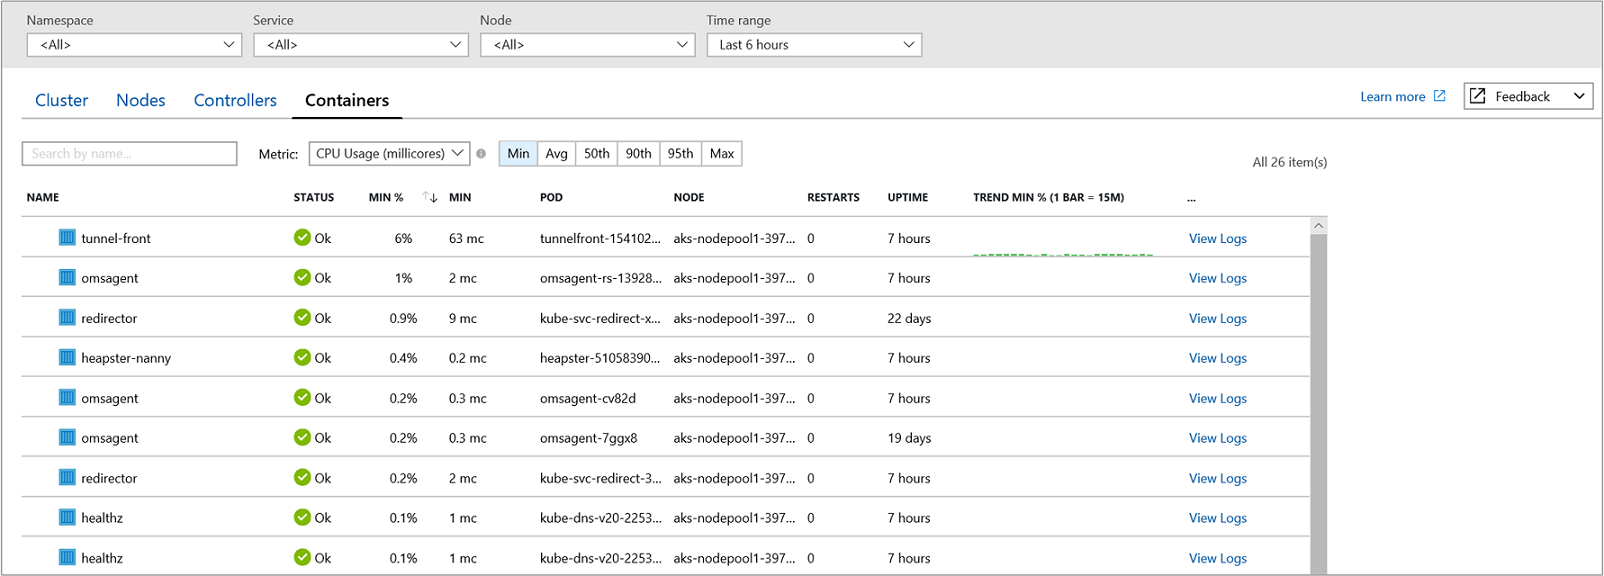 Namespace Service Node Time range
<All> <All> <All> Last 6 hours
Cluster Nodes Controllers Containers Learn more Feedback
Search by name... Metric: CPU Usage (millicores) Min Avg 50th 90th 95th Max
All 26 item(s)
NAME STATUS MIN % MIN POD NODE RESTARTS UPTIME TREND MIN % (1 BAR = 15M) ...
tunnel-front Ok 6% 63 mc tunnelfront-154102... aks-nodepool1-397... 0 7 hours View Logs
omsagent Ok 1% 2 mc omsagent-rs-13928... aks-nodepool1-397... 0 7 hours View Logs
redirector Ok 0.9% 9 mc kube-svc-redirect-x... aks-nodepool1-397... 0 22 days View Logs
heapster-nanny Ok 0.4% 0.2 mc heapster-51058390... aks-nodepool1-397... 0 7 hours View Logs
omsagent Ok 0.2% 0.3 mc omsagent-cv82d aks-nodepool1-397... 0 7 hours View Logs
omsagent Ok 0.2% 0.3 mc omsagent-7ggx8 aks-nodepool1-397... 0 19 days View Logs
redirector Ok 0.2% 2 mc kube-svc-redirect-3... aks-nodepool1-397... 0 7 hours View Logs
healthz Ok 0.1% 1 mc kube-dns-v20-2253... aks-nodepool1-397... 0 7 hours View Logs
healthz Ok 0.1% 1 mc kube-dns-v20-2253... aks-nodepool1-397... 0 7 hours View Logs